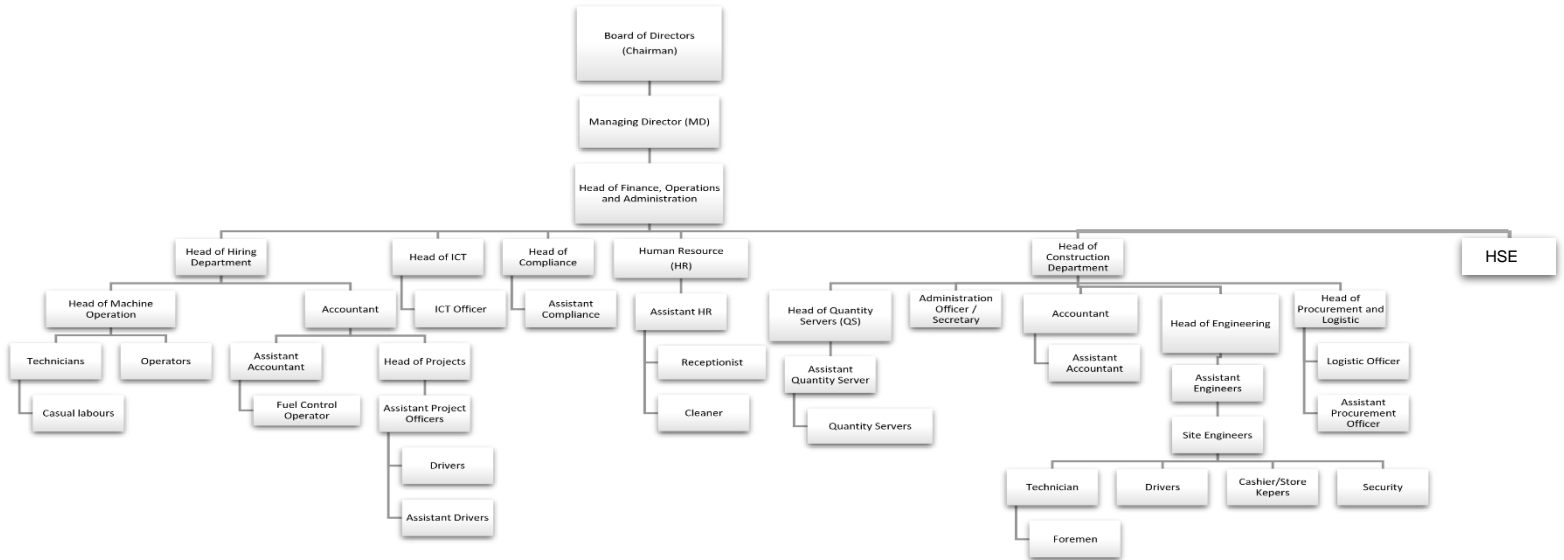 Board of Directors
(Chairman)
Managing Director (MD)
Head of Finance, Operations
and Administration
Head of Hiring
Department
Head of ICT
Head of
Compliance
Human Resource
(HR)
Head of
Construction
Department
HSE
Head of Machine
Operation
Accountant
ICT Officer
Assistant
Compliance
Assistant HR
Head of Quantity
Servers (QS)
Administration
Officer /
Secretary
Accountant
Head of Engineering
Head of
Procurement and
Logistic
Technicians
Operators
Assistant
Accountant
Head of Projects
Receptionist
Assistant
Quantity Server
Assistant
Accountant
Assistant
Engineers
Logistic Officer
Casual labours
Fuel Control
Operator
Assistant Project
Officers
Cleaner
Quantity Servers
Site Engineers
Assistant
Procurement
Officer
Drivers
Assistant Drivers
Technician
Drivers
Cashier/Store
Kepers
Security
Foremen